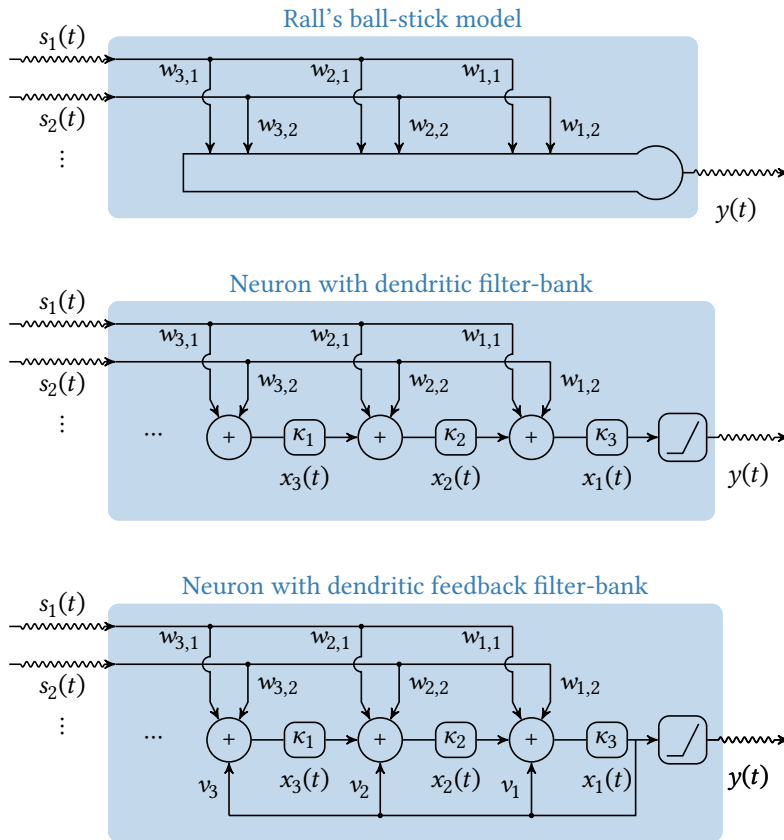 Rall's ball-stick model
s₁(t)
w₃,₁ w₂,₁ w₁,₁
s₂(t)
w₃,₂ w₂,₂ w₁,₂
⋮
y(t)
Neuron with dendritic filter-bank
s₁(t)
w₃,₁ w₂,₁ w₁,₁
s₂(t)
w₃,₂ w₂,₂ w₁,₂
⋮
... + κ₁ + κ₂ + κ₃
x₃(t) x₂(t) x₁(t) y(t)
Neuron with dendritic feedback filter-bank
s₁(t)
w₃,₁ w₂,₁ w₁,₁
s₂(t)
w₃,₂ w₂,₂ w₁,₂
⋮
... + κ₁ + κ₂ + κ₃
v₃ x₃(t) v₂ x₂(t) v₁ x₁(t) y(t)